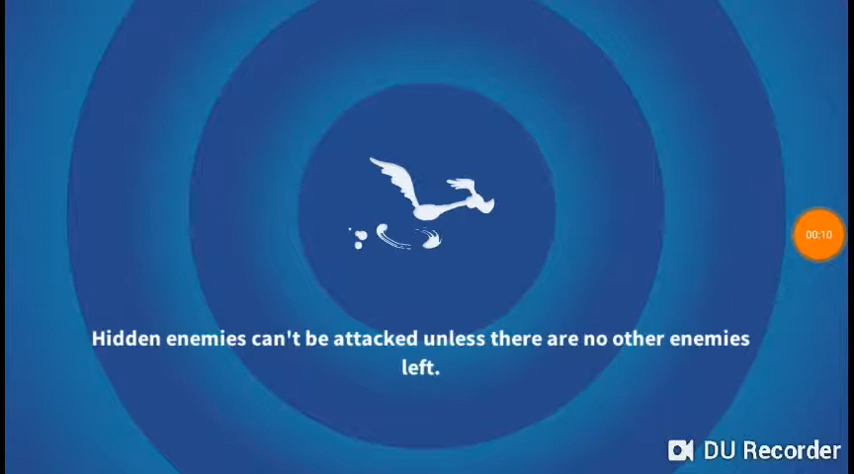 00:10
Hidden enemies can't be attacked unless there are no other enemies
left.
DU Recorder